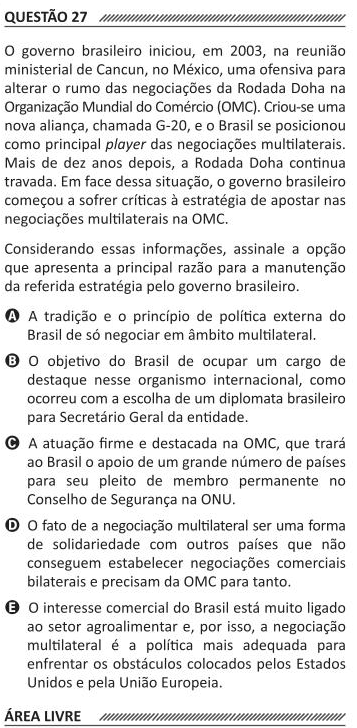 QUESTÃO 27
O governo brasileiro iniciou, em 2003, na reunião
ministerial de Cancun, no México, uma ofensiva para
alterar o rumo das negociações da Rodada Doha na
Organização Mundial do Comércio (OMC). Criou-se uma
nova aliança, chamada G-20, e o Brasil se posicionou
como principal player das negociações multilaterais.
Mais de dez anos depois, a Rodada Doha continua
travada. Em face dessa situação, o governo brasileiro
começou a sofrer críticas à estratégia de apostar nas
negociações multilaterais na OMC.
Considerando essas informações, assinale a opção
que apresenta a principal razão para a manutenção
da referida estratégia pelo governo brasileiro.
A A tradição e o princípio de política externa do
Brasil de só negociar em âmbito multilateral.
B O objetivo do Brasil de ocupar um cargo de
destaque nesse organismo internacional, como
ocorreu com a escolha de um diplomata brasileiro
para Secretário Geral da entidade.
C A atuação firme e destacada na OMC, que trará
ao Brasil o apoio de um grande número de países
para seu pleito de membro permanente no
Conselho de Segurança na ONU.
D O fato de a negociação multilateral ser uma forma
de solidariedade com outros países que não
conseguem estabelecer negociações comerciais
bilaterais e precisam da OMC para tanto.
E O interesse comercial do Brasil está muito ligado
ao setor agroalimentar e, por isso, a negociação
multilateral é a política mais adequada para
enfrentar os obstáculos colocados pelos Estados
Unidos e pela União Europeia.
ÁREA LIVRE